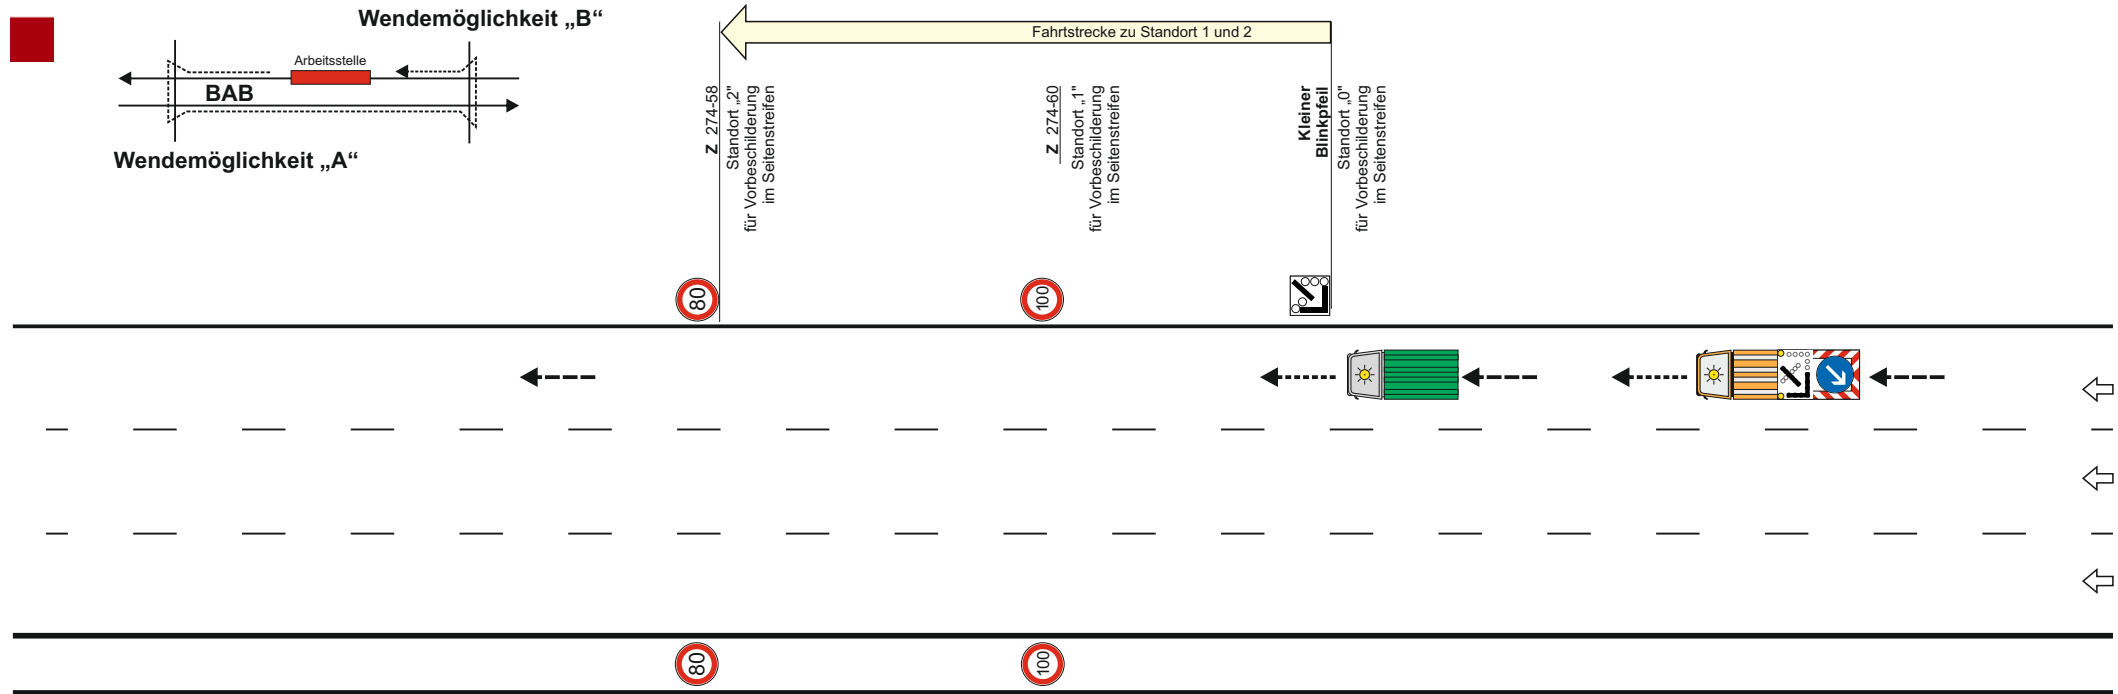 Wendemöglichkeit „B“
Arbeitsstelle
BAB
Wendemöglichkeit „A“
Fahrtstrecke zu Standort 1 und 2
Z 274-58
Standort „2"
für Vorbeschilderung
im Seitenstreifen
Z 274-60
Standort „1"
für Vorbeschilderung
im Seitenstreifen
Kleiner
Blinkpfeil
Standort „0"
für Vorbeschilderung
im Seitenstreifen
80
100
80
100